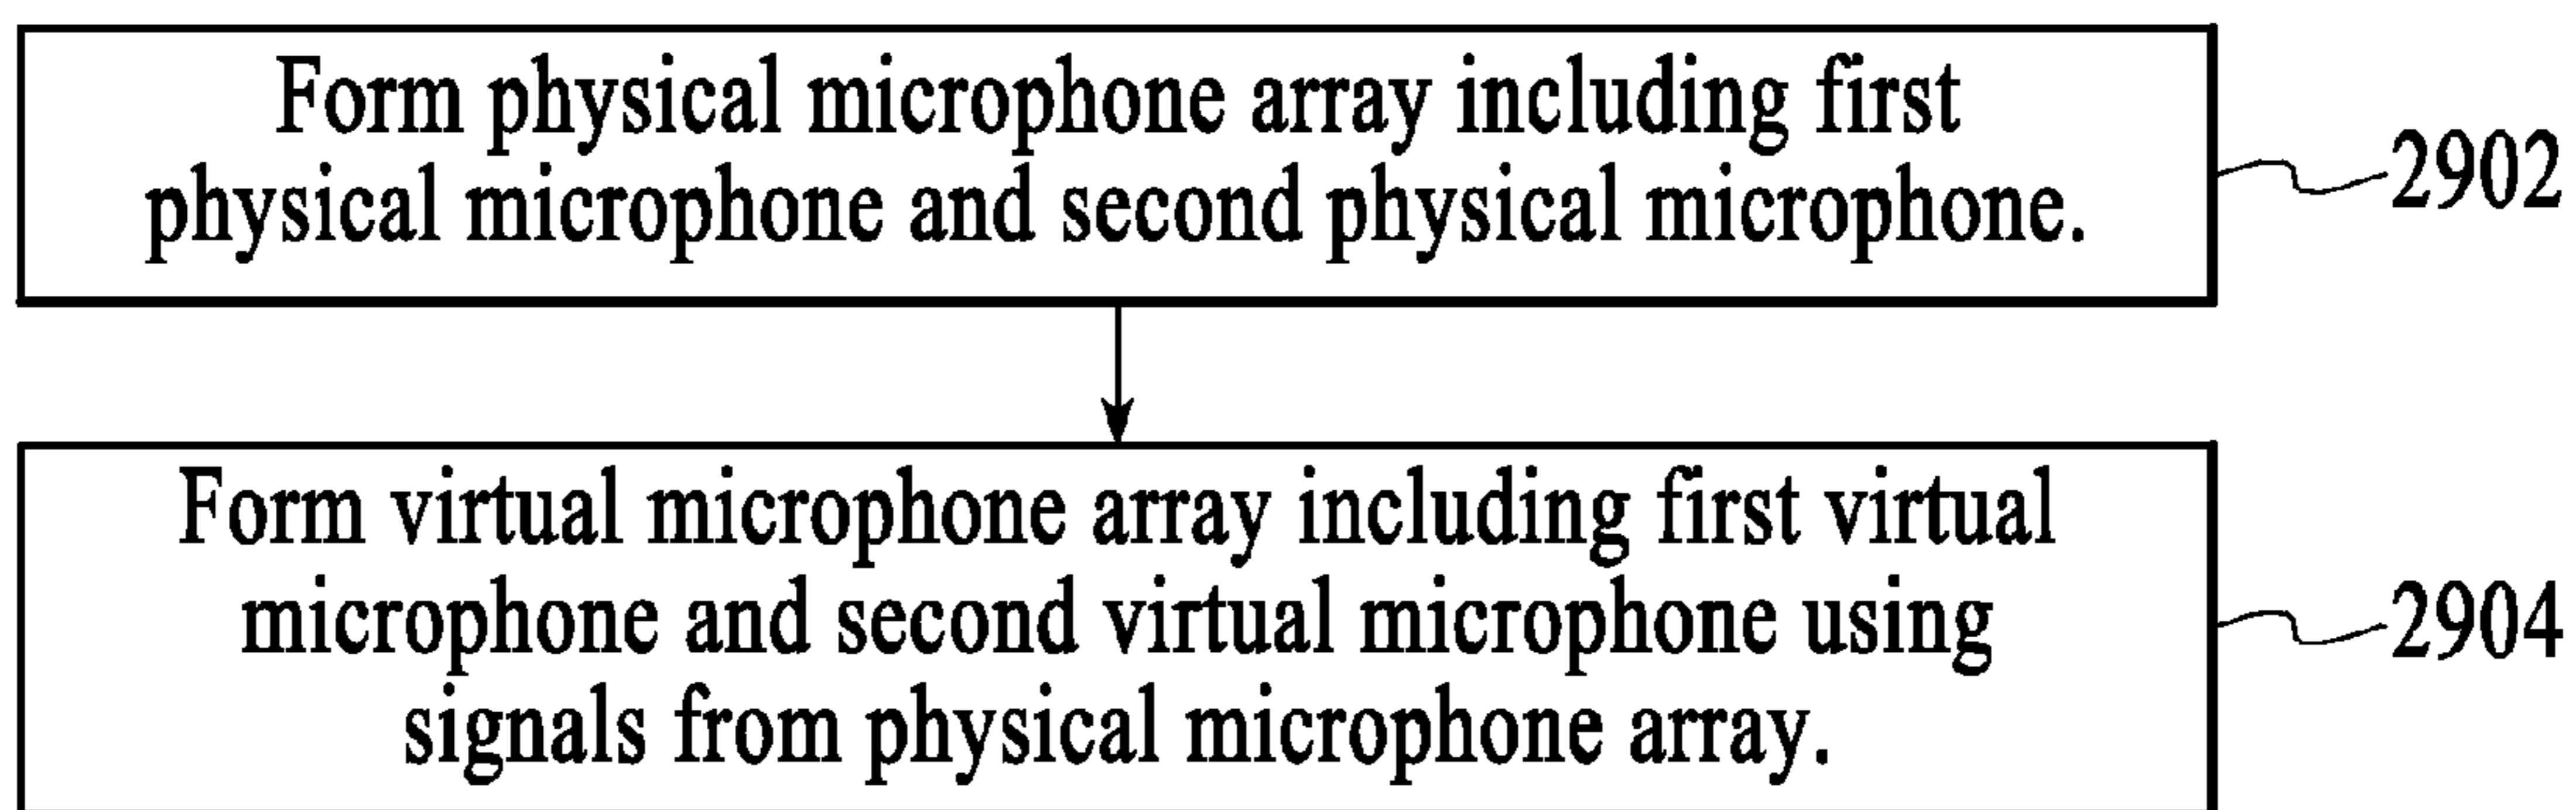 Form physical microphone array including first
physical microphone and second physical microphone.
2902
Form virtual microphone array including first virtual
microphone and second virtual microphone using
signals from physical microphone array.
2904